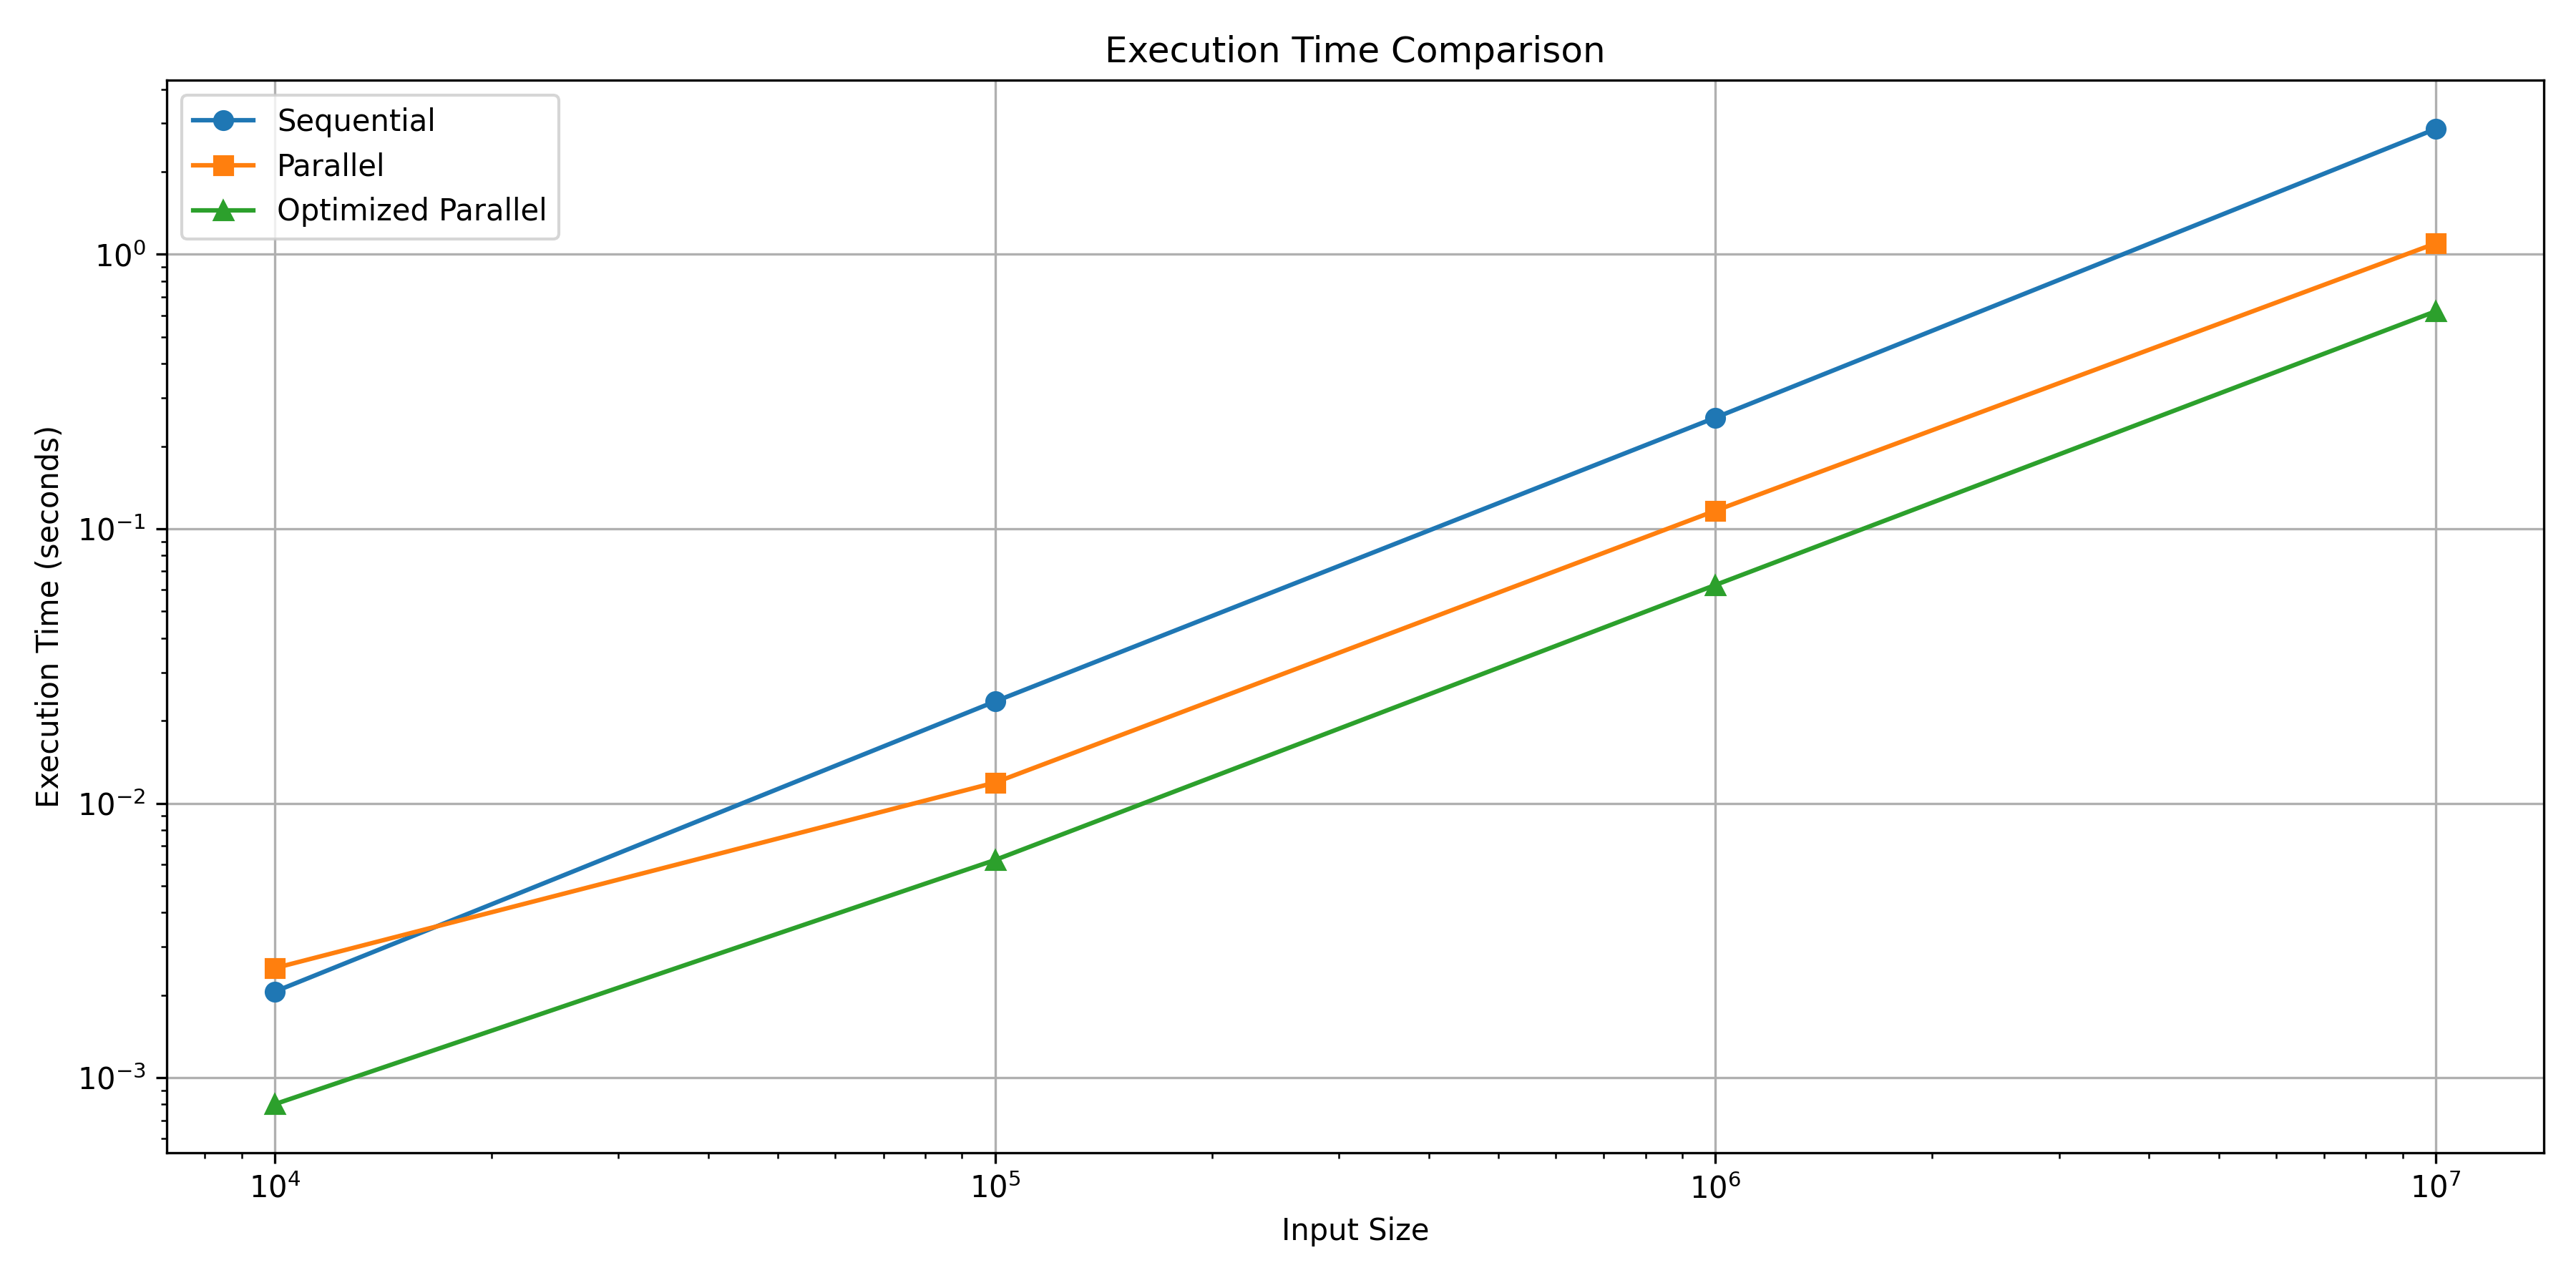 Execution Time Comparison
Sequential
Parallel
Optimized Parallel
Execution Time (seconds)
10⁰
10⁻¹
10⁻²
10⁻³
10⁴ 10⁵ 10⁶ 10⁷
Input Size